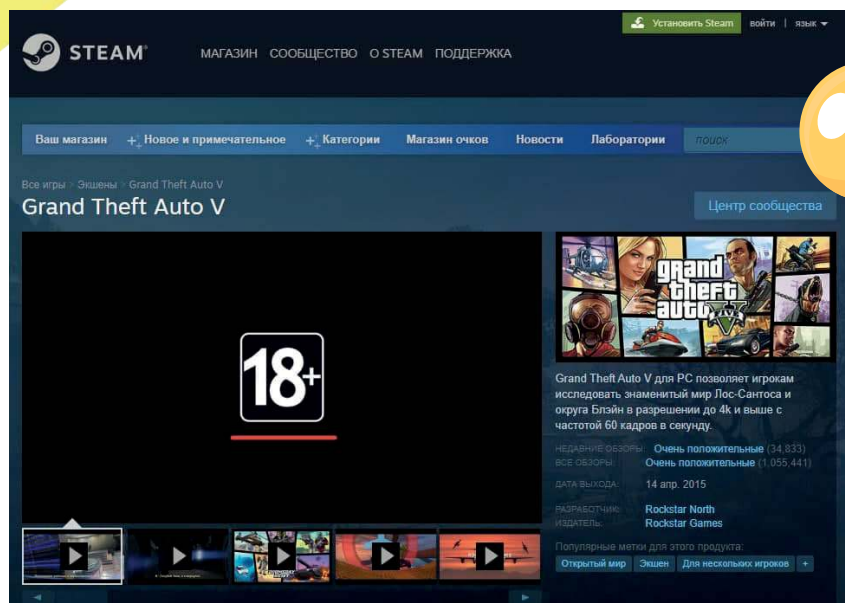 Установить Steam войти | язык
STEAM®
МАГАЗИН СООБЩЕСТВО О STEAM ПОДДЕРЖКА
Ваш магазин Новое и примечательное Категории Магазин очков Новости Лаборатории поиск
Все игры > Экшены > Grand Theft Auto V
Grand Theft Auto V
Центр сообщества
18+
grand
theft
auto
V
FIVE
Grand Theft Auto V для PC позволяет игрокам
исследовать знаменитый мир Лос-Сантоса и
округа Блэйн в разрешении до 4k и выше с
частотой 60 кадров в секунду.
НЕДАВНИЕ ОБЗОРЫ: Очень положительные (34,833)
ВСЕ ОБЗОРЫ: Очень положительные (1,055,441)
ДАТА ВЫХОДА: 14 апр. 2015
РАЗРАБОТЧИК: Rockstar North
ИЗДАТЕЛЬ: Rockstar Games
Популярные метки для этого продукта:
Открытый мир Экшен Для нескольких игроков +